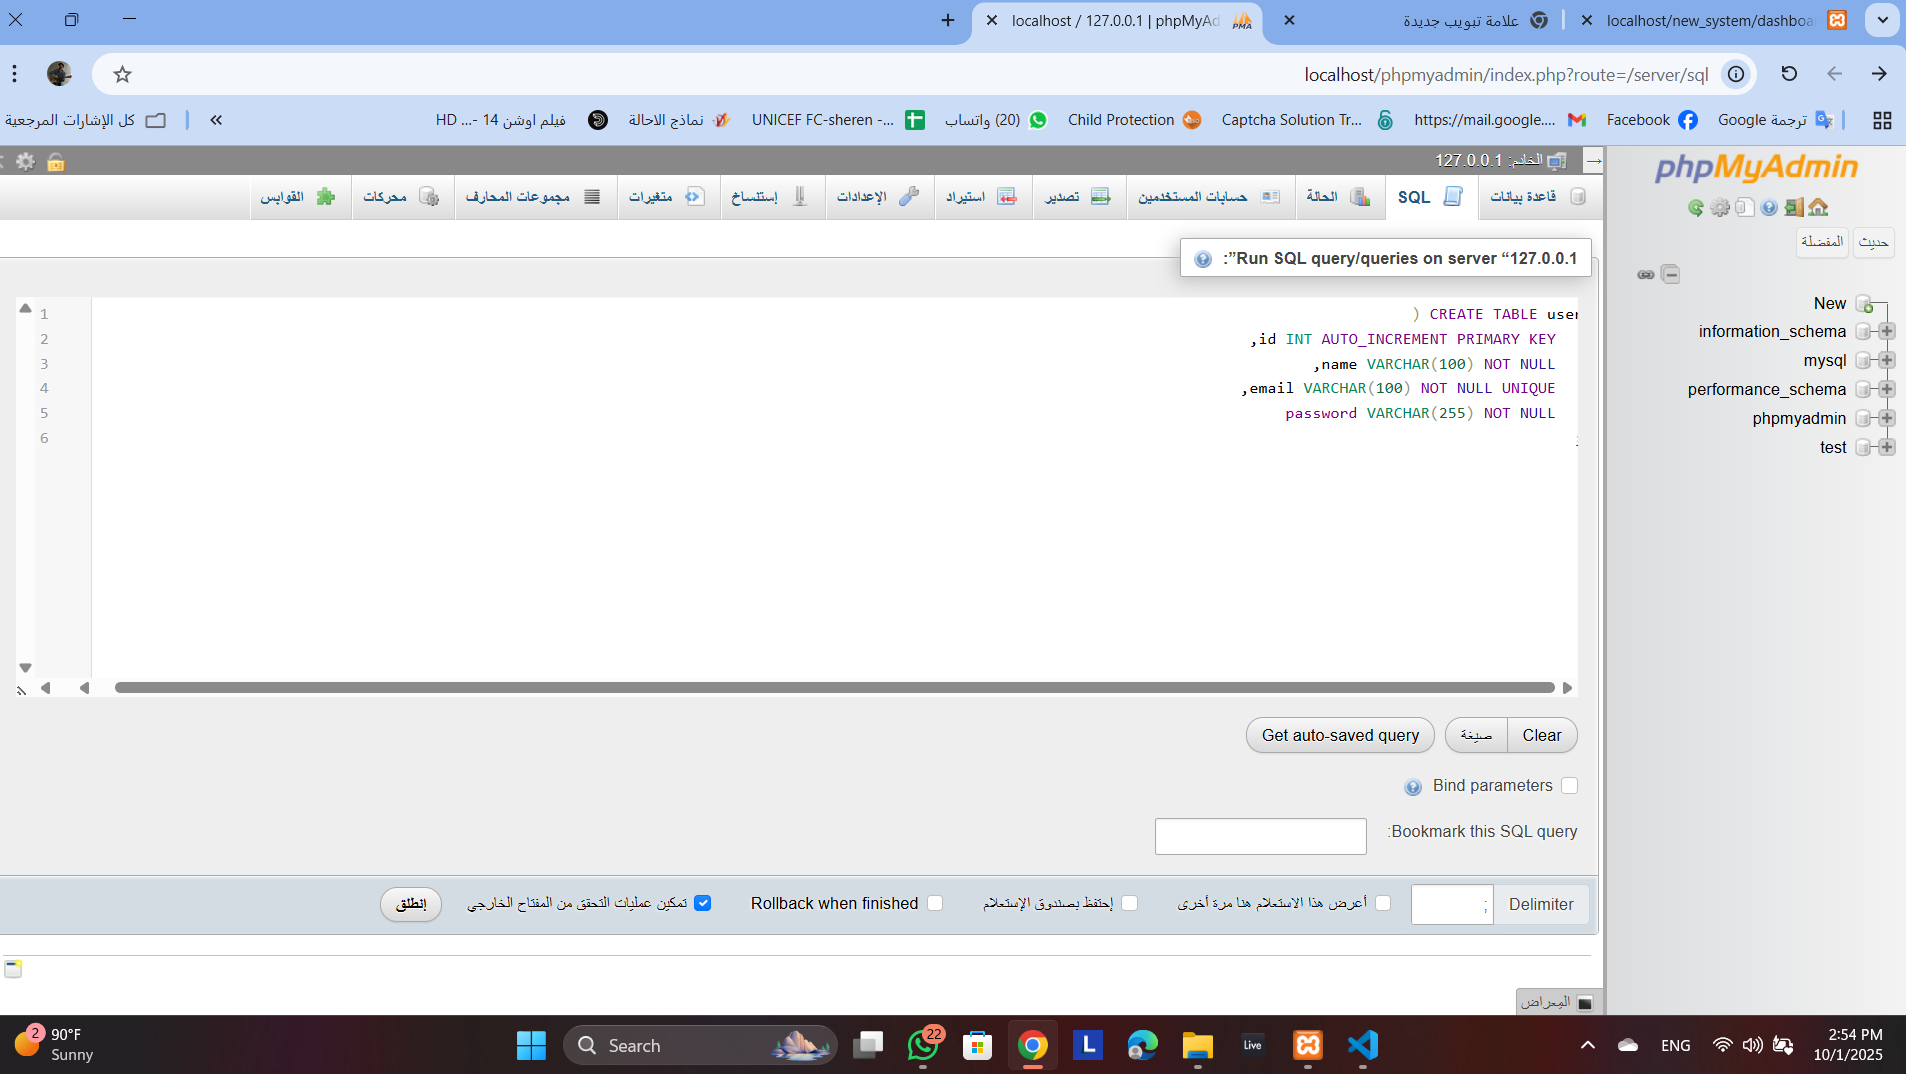 localhost / 127.0.0.1 | phpMyAd
PMA
علامة تبويب جديدة
localhost/new_system/dashboa
localhost/phpmyadmin/index.php?route=/server/sql
كل الإشارات المرجعية
«
فيلم اوشن 14 -... HD
نماذج الاحالة
UNICEF FC-sheren -...
(20) واتساب
Child Protection
Captcha Solution Tr...
https://mail.google....
Facebook
ترجمة Google
الخادم: 127.0.0.1
phpMyAdmin
قاعدة بيانات
SQL
الحالة
حسابات المستخدمين
تصدير
استيراد
الإعدادات
إستنساخ
متغيرات
مجموعات المحارف
محركات
القوابس
حديث
المفضلة
New
information_schema
mysql
performance_schema
phpmyadmin
test
:”Run SQL query/queries on server “127.0.0.1
1 ( CREATE TABLE user
2 ,id INT AUTO_INCREMENT PRIMARY KEY
3 ,name VARCHAR(100) NOT NULL
4 ,email VARCHAR(100) NOT NULL UNIQUE
5 password VARCHAR(255) NOT NULL
6
Clear
صيغة
Get auto-saved query
Bind parameters
:Bookmark this SQL query
Delimiter
;
أعرض هذا الاستعلام هنا مرة أخرى
إحتفظ بصندوق الإستعلام
Rollback when finished
تمكين عمليات التحقق من المفتاح الخارجي
إنطلق
المعراض
2
90°F
Sunny
Search
22
L
Live
ENG
2:54 PM
10/1/2025